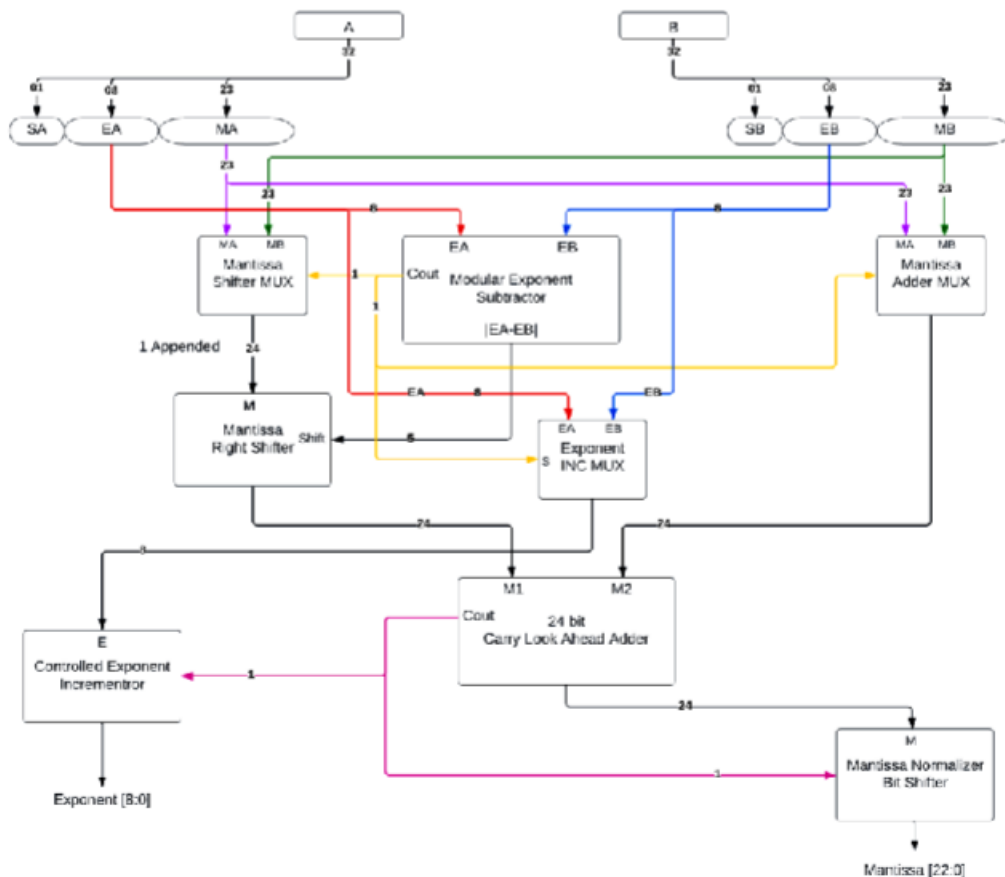 A
B
32
32
01
08
23
01
08
23
SA
EA
MA
SB
EB
MB
23
23
8
8
23
23
MA
MB
Mantissa
Shifter MUX
EA
EB
Cout
Modular Exponent
Subtractor
|EA-EB|
MA
MB
Mantissa
Adder MUX
1
1
1 Appended
24
M
Mantissa
Right Shifter
Shift
5
EA
8
EB
EA
EB
S
Exponent
INC MUX
24
24
8
M1
M2
Cout
24 bit
Carry Look Ahead Adder
E
Controlled Exponent
Incrementror
1
24
1
M
Mantissa Normalizer
Bit Shifter
Exponent [8:0]
Mantissa [22:0]